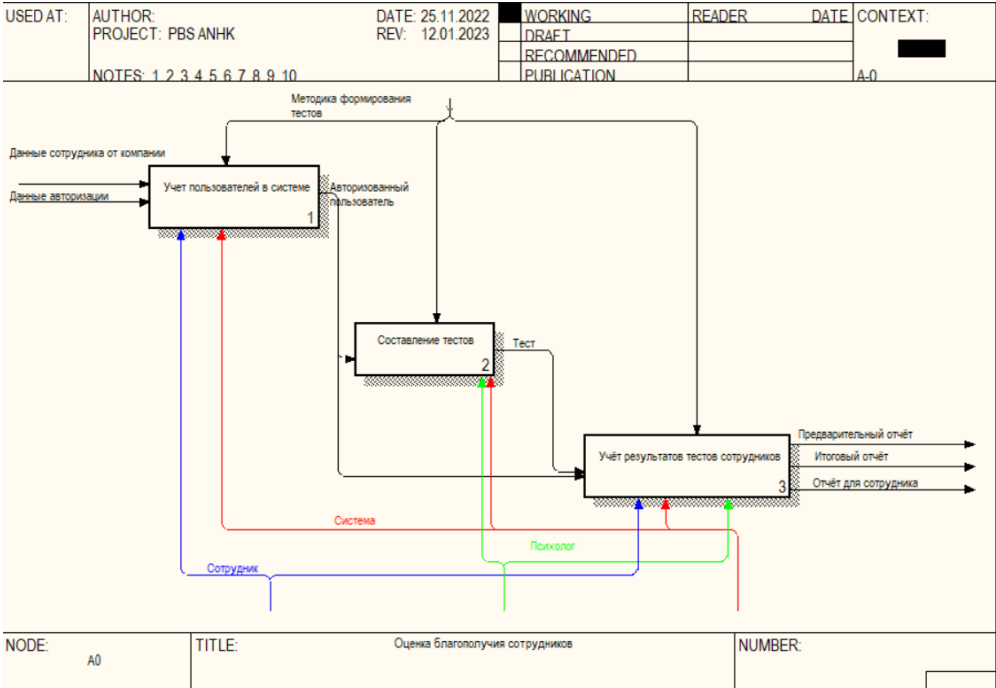 USED AT:
AUTHOR:
DATE: 25.11.2022
WORKING
READER
DATE
CONTEXT:
PROJECT: PBS ANHK
REV: 12.01.2023
DRAFT
RECOMMENDED
NOTES: 1 2 3 4 5 6 7 8 9 10
PUBLICATION
A-0
Методика формирования
тестов
Данные сотрудника от компании
Данные авторизации
Учет пользователей в системе
1
Авторизованный
пользователь
Составление тестов
2
Тест
Учёт результатов тестов сотрудников
3
Предварительный отчёт
Итоговый отчёт
Отчёт для сотрудника
Система
Психолог
Сотрудник
NODE:
A0
TITLE:
Оценка благополучия сотрудников
NUMBER: